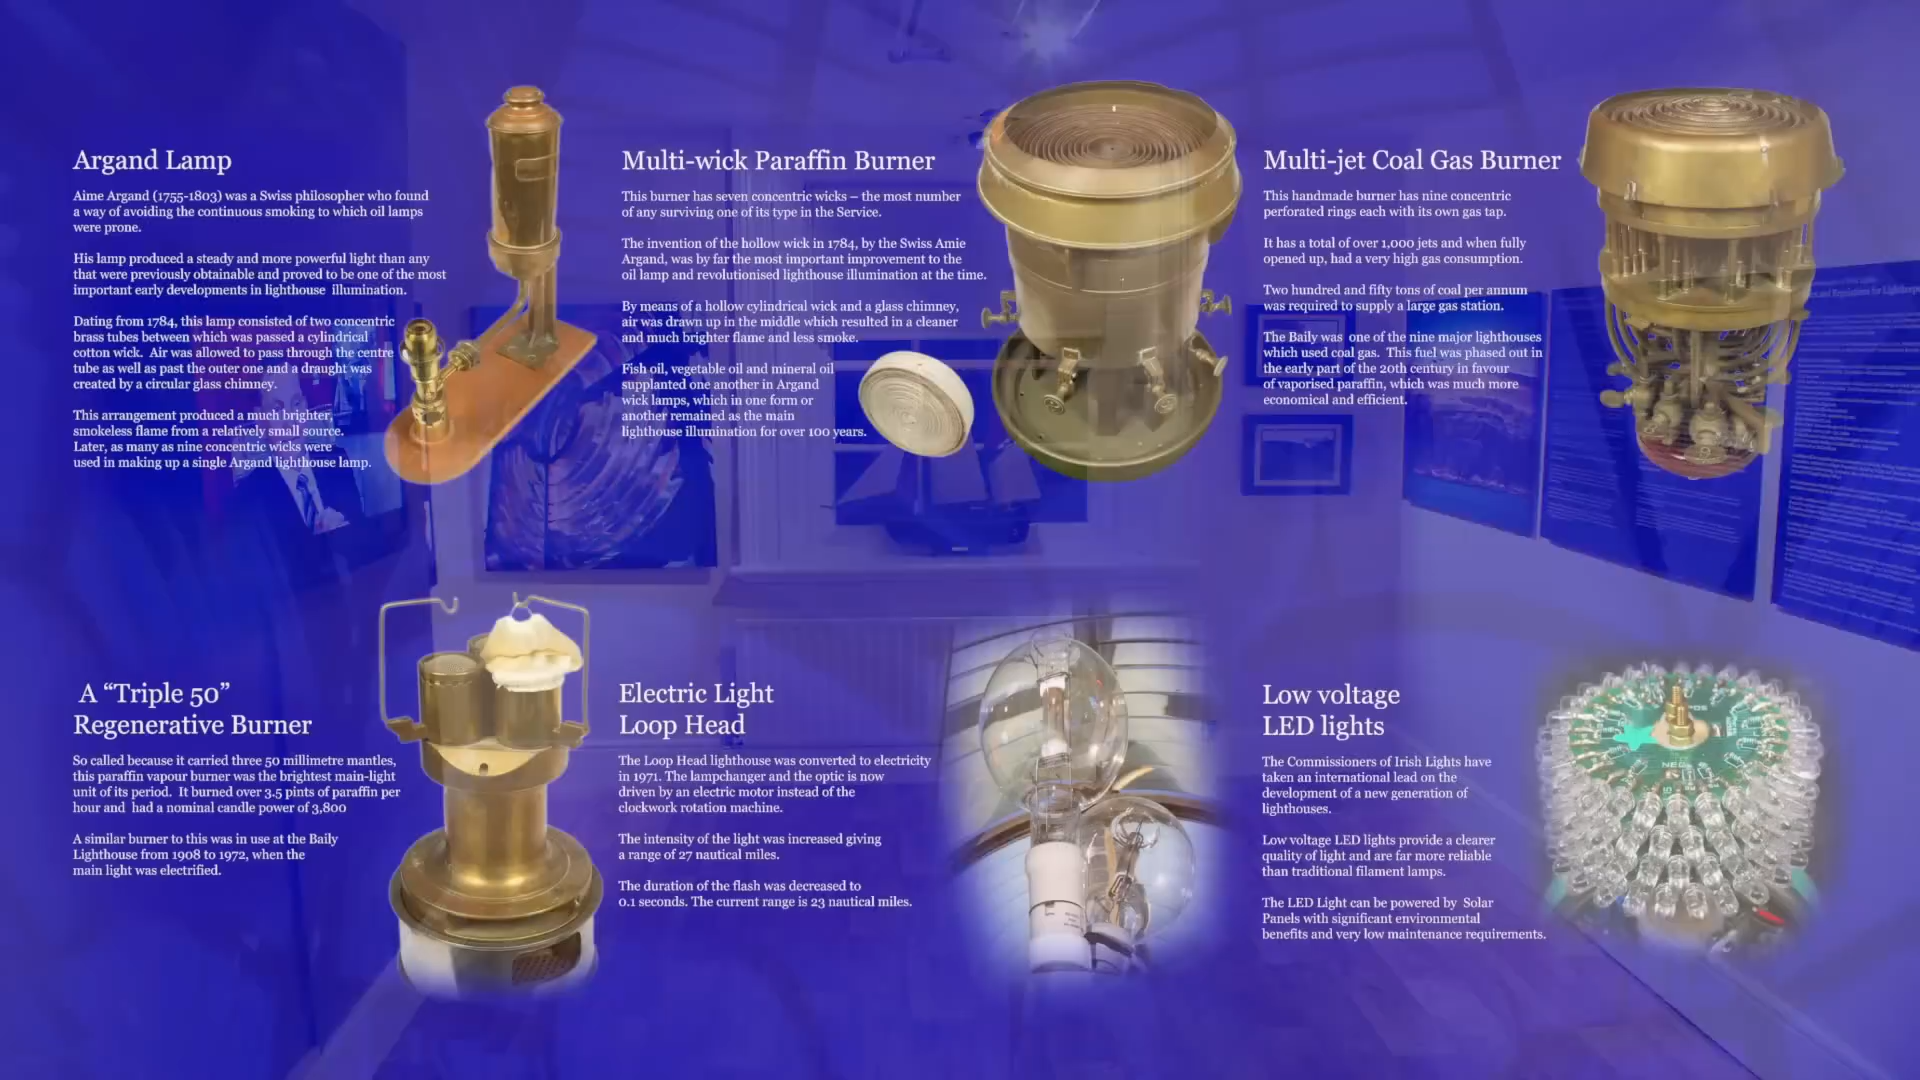 Argand Lamp
Aime Argand (1755-1803) was a Swiss philosopher who found
a way of avoiding the continuous smoking to which oil lamps
were prone.
His lamp produced a steady and more powerful light than any
that were previously obtainable and proved to be one of the most
important early developments in lighthouse illumination.
Dating from 1784, this lamp consisted of two concentric
brass tubes between which was passed a cylindrical
cotton wick. Air was allowed to pass through the centre
tube as well as past the outer one and a draught was
created by a circular glass chimney.
This arrangement produced a much brighter,
smokeless flame from a relatively small source.
Later, as many as nine concentric wicks were
used in making up a single Argand lighthouse lamp.
Multi-wick Paraffin Burner
This burner has seven concentric wicks – the most number
of any surviving one of its type in the Service.
The invention of the hollow wick in 1784, by the Swiss Amie
Argand, was by far the most important improvement to the
oil lamp and revolutionised lighthouse illumination at the time.
By means of a hollow cylindrical wick and a glass chimney,
air was drawn up in the middle which resulted in a cleaner
and much brighter flame and less smoke.
Fish oil, vegetable oil and mineral oil
supplanted one another in Argand
wick lamps, which in one form or
another remained as the main
lighthouse illumination for over 100 years.
Multi-jet Coal Gas Burner
This handmade burner has nine concentric
perforated rings each with its own gas tap.
It has a total of over 1,000 jets and when fully
opened up, had a very high gas consumption.
Two hundred and fifty tons of coal per annum
was required to supply a large gas station.
The Baily was one of the nine major lighthouses
which used coal gas. This fuel was phased out in
the early part of the 20th century in favour
of vaporised paraffin, which was much more
economical and efficient.
A “Triple 50”
Regenerative Burner
So called because it carried three 50 millimetre mantles,
this paraffin vapour burner was the brightest main-light
unit of its period. It burned over 3.5 pints of paraffin per
hour and had a nominal candle power of 3,800
A similar burner to this was in use at the Baily
Lighthouse from 1908 to 1972, when the
main light was electrified.
Electric Light
Loop Head
The Loop Head lighthouse was converted to electricity
in 1971. The lampchanger and the optic is now
driven by an electric motor instead of the
clockwork rotation machine.
The intensity of the light was increased giving
a range of 27 nautical miles.
The duration of the flash was decreased to
0.1 seconds. The current range is 23 nautical miles.
Low voltage
LED lights
The Commissioners of Irish Lights have
taken an international lead on the
development of a new generation of
lighthouses.
Low voltage LED lights provide a clearer
quality of light and are far more reliable
than traditional filament lamps.
The LED Light can be powered by Solar
Panels with significant environmental
benefits and very low maintenance requirements.